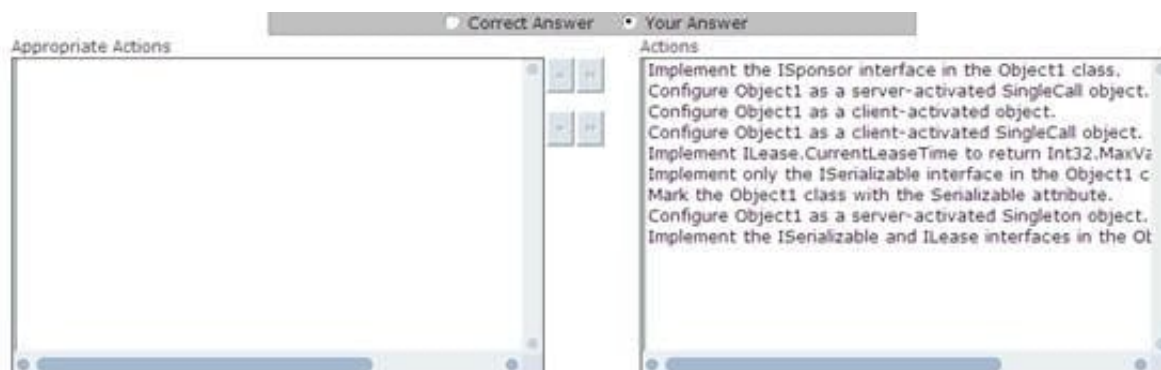 Correct Answer Your Answer
Appropriate Actions
Actions
Implement the ISponsor interface in the Object1 class.
Configure Object1 as a server-activated SingleCall object.
Configure Object1 as a client-activated object.
Configure Object1 as a client-activated SingleCall object.
Implement ILease.CurrentLeaseTime to return Int32.MaxVa
Implement only the ISerializable interface in the Object1 c
Mark the Object1 class with the Serializable attribute.
Configure Object1 as a server-activated Singleton object.
Implement the ISerializable and ILease interfaces in the Ob